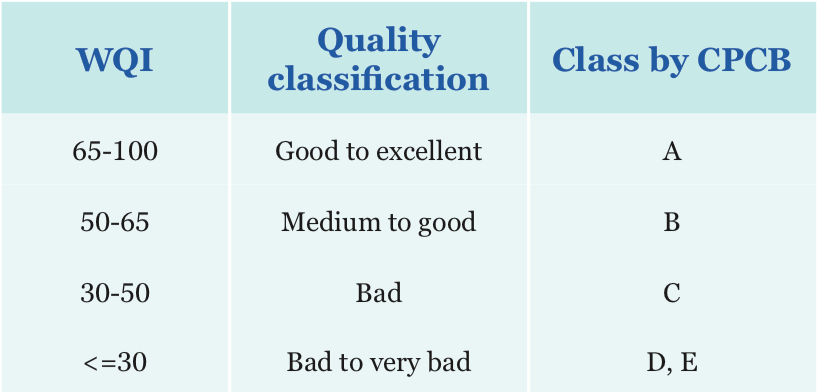 WQI
Quality
classification
Class by CPCB
65-100
Good to excellent
A
50-65
Medium to good
B
30-50
Bad
C
<=30
Bad to very bad
D, E